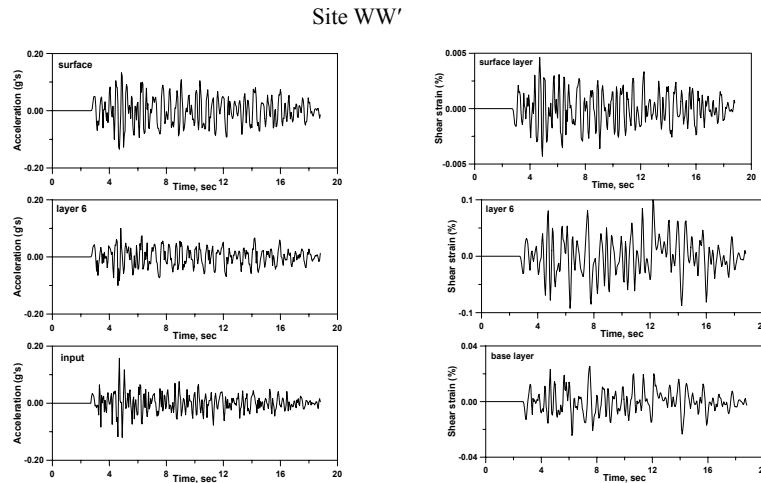 Site WW′
0.20
surface
0.00
-0.20
Acceleration (g's)
0 4 8 12 16 20
Time, sec
0.20
layer 6
0.00
-0.20
Acceleration (g's)
0 4 8 12 16 20
Time, sec
0.20
input
0.00
-0.20
Acceleration (g's)
0 4 8 12 16 20
Time, sec
0.005
surface layer
0.000
-0.005
Shear strain (%)
0 4 8 12 16 20
Time, sec
0.1
layer 6
0.0
-0.1
Shear strain (%)
0 4 8 12 16 20
Time, sec
0.04
base layer
0.00
-0.04
Shear strain (%)
0 4 8 12 16 20
Time, sec